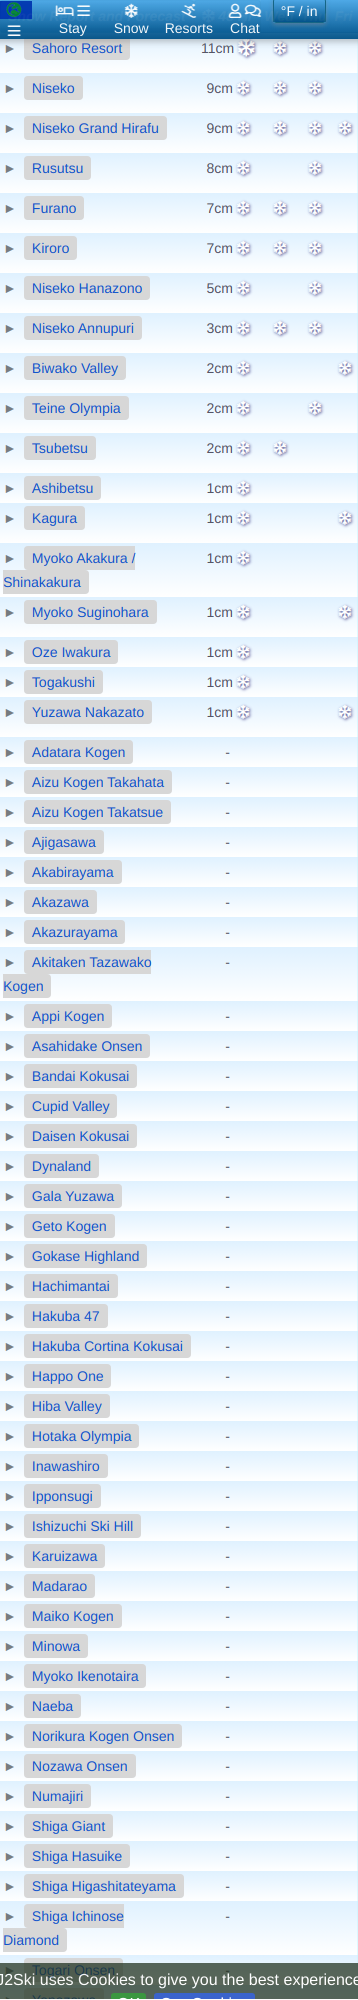 °F / in
Stay
Snow
Resorts
Chat
Sahoro Resort 11cm
Niseko 9cm
Niseko Grand Hirafu 9cm
Rusutsu 8cm
Furano 7cm
Kiroro 7cm
Niseko Hanazono 5cm
Niseko Annupuri 3cm
Biwako Valley 2cm
Teine Olympia 2cm
Tsubetsu 2cm
Ashibetsu 1cm
Kagura 1cm
Myoko Akakura / 1cm
Shinakakura
Myoko Suginohara 1cm
Oze Iwakura 1cm
Togakushi 1cm
Yuzawa Nakazato 1cm
Adatara Kogen -
Aizu Kogen Takahata -
Aizu Kogen Takatsue -
Ajigasawa -
Akabirayama -
Akazawa -
Akazurayama -
Akitaken Tazawako -
Kogen
Appi Kogen -
Asahidake Onsen -
Bandai Kokusai -
Cupid Valley -
Daisen Kokusai -
Dynaland -
Gala Yuzawa -
Geto Kogen -
Gokase Highland -
Hachimantai -
Hakuba 47 -
Hakuba Cortina Kokusai -
Happo One -
Hiba Valley -
Hotaka Olympia -
Inawashiro -
Ipponsugi -
Ishizuchi Ski Hill -
Karuizawa -
Madarao -
Maiko Kogen -
Minowa -
Myoko Ikenotaira -
Naeba -
Norikura Kogen Onsen -
Nozawa Onsen -
Numajiri -
Shiga Giant -
Shiga Hasuike -
Shiga Higashitateyama -
Shiga Ichinose -
Diamond
Togari Onsen -
J2Ski uses Cookies to give you the best experience